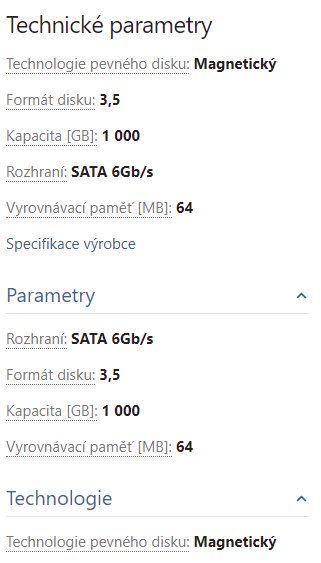 Technické parametry
Technologie pevného disku: Magnetický
Formát disku: 3,5
Kapacita [GB]: 1 000
Rozhraní: SATA 6Gb/s
Vyrovnávací paměť [MB]: 64
Specifikace výrobce
Parametry
Rozhraní: SATA 6Gb/s
Formát disku: 3,5
Kapacita [GB]: 1 000
Vyrovnávací paměť [MB]: 64
Technologie
Technologie pevného disku: Magnetický